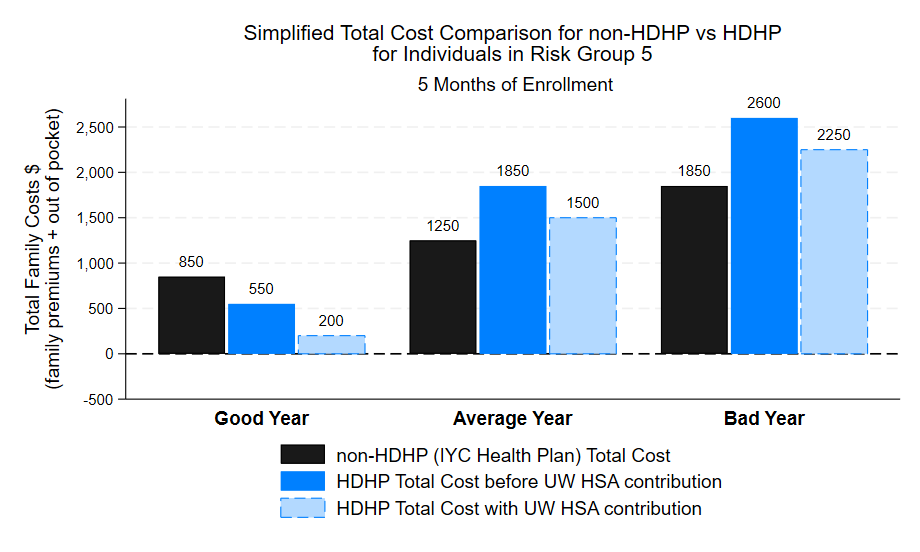 Simplified Total Cost Comparison for non-HDHP vs HDHP
for Individuals in Risk Group 5
5 Months of Enrollment
Total Family Costs $
(family premiums + out of pocket)
2,500
2,000
1,500
1,000
500
0
-500
850
550
200
1250
1850
1500
1850
2600
2250
Good Year
Average Year
Bad Year
non-HDHP (IYC Health Plan) Total Cost
HDHP Total Cost before UW HSA contribution
HDHP Total Cost with UW HSA contribution